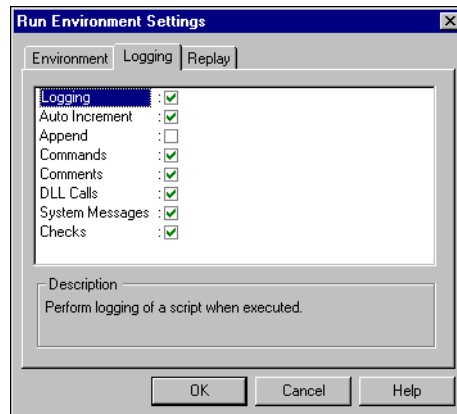 Run Environment Settings
Environment Logging Replay
Logging :
Auto Increment :
Append :
Commands :
Comments :
DLL Calls :
System Messages :
Checks :
Description
Perform logging of a script when executed.
OK Cancel Help